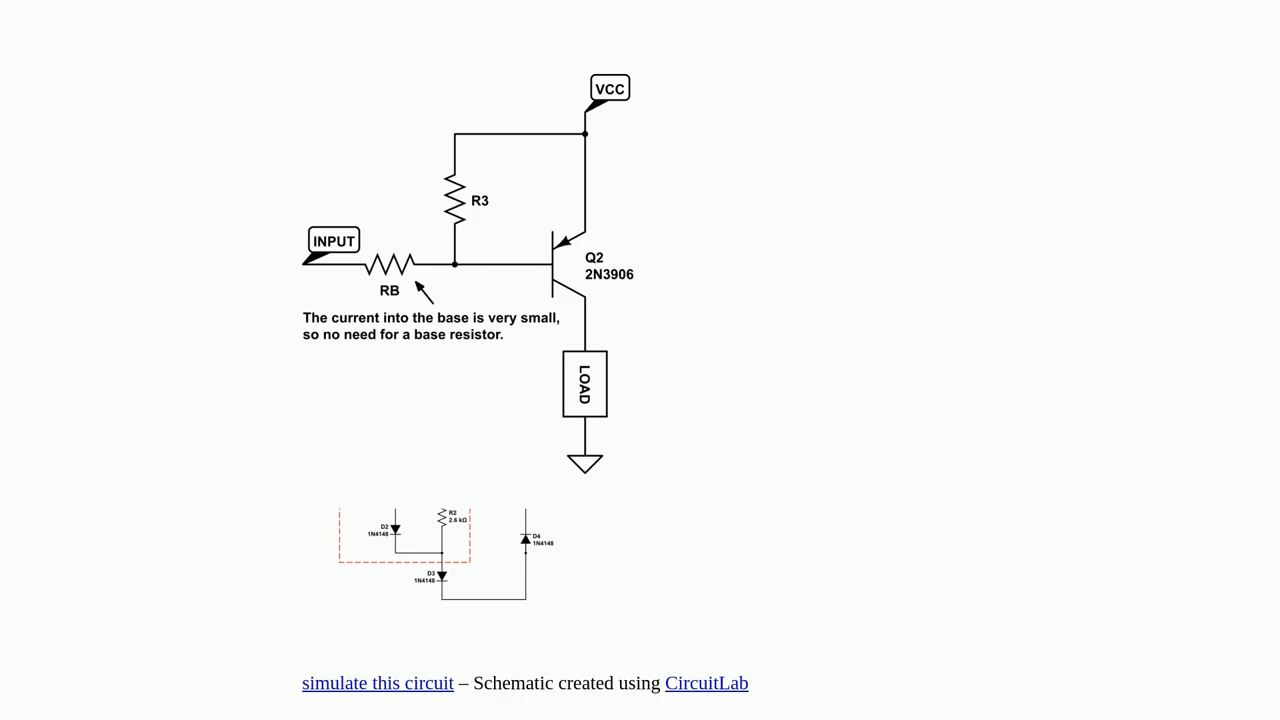 VCC
R3
INPUT
Q2
2N3906
RB
The current into the base is very small,
so no need for a base resistor.
LOAD
R2
2.6 kΩ
D2
1N4148
D4
1N4148
D3
1N4148
simulate this circuit – Schematic created using CircuitLab